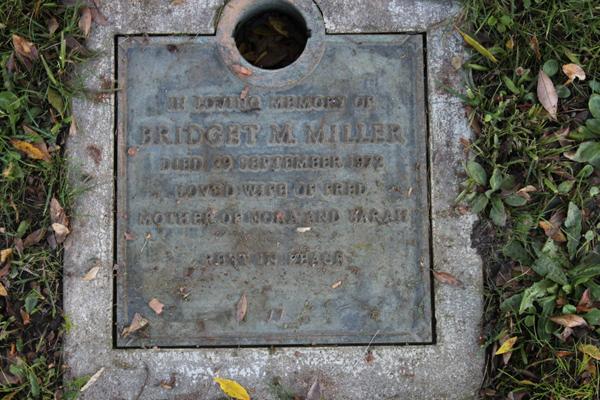 IN LOVING MEMORY OF
BRIDGET M. MILLER
DIED 29 SEPTEMBER 1972
LOVED WIFE OF FRED
MOTHER OF NORA AND SARAH
REST IN PEACE